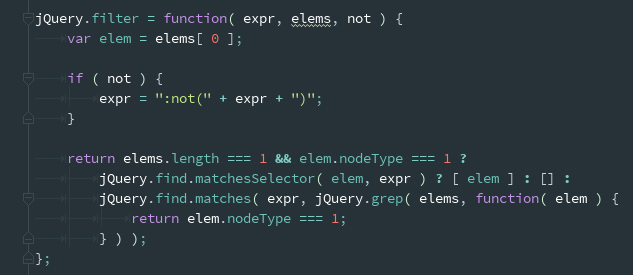 jQuery.filter = function( expr, elems, not ) {
var elem = elems[ 0 ];
if ( not ) {
expr = ":not(" + expr + ")";
}
return elems.length === 1 && elem.nodeType === 1 ?
jQuery.find.matchesSelector( elem, expr ) ? [ elem ] : [] :
jQuery.find.matches( expr, jQuery.grep( elems, function( elem ) {
return elem.nodeType === 1;
} ) );
};